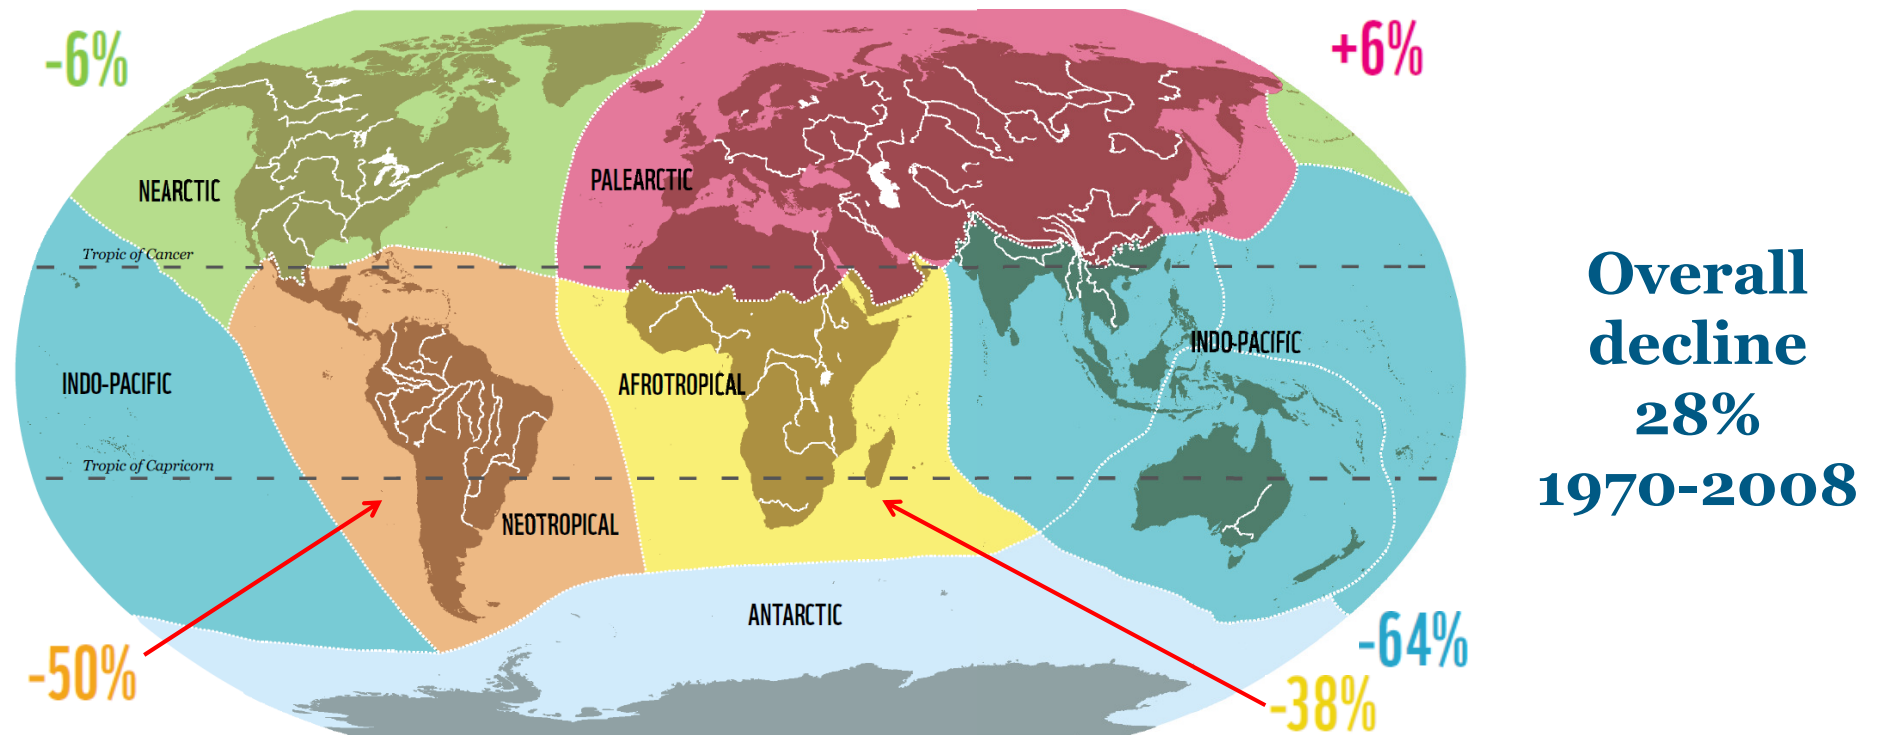 -6%
+6%
NEARCTIC
PALEARCTIC
Tropic of Cancer
INDO-PACIFIC
INDO-PACIFIC
AFROTROPICAL
Tropic of Capricorn
NEOTROPICAL
ANTARCTIC
-50%
-64%
-38%
Overall
decline
28%
1970-2008